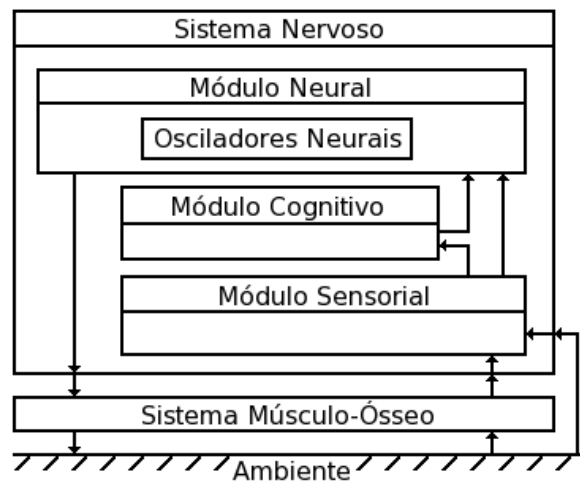 Sistema Nervoso
Módulo Neural
Osciladores Neurais
Módulo Cognitivo
Módulo Sensorial
Sistema Músculo-Ósseo
Ambiente